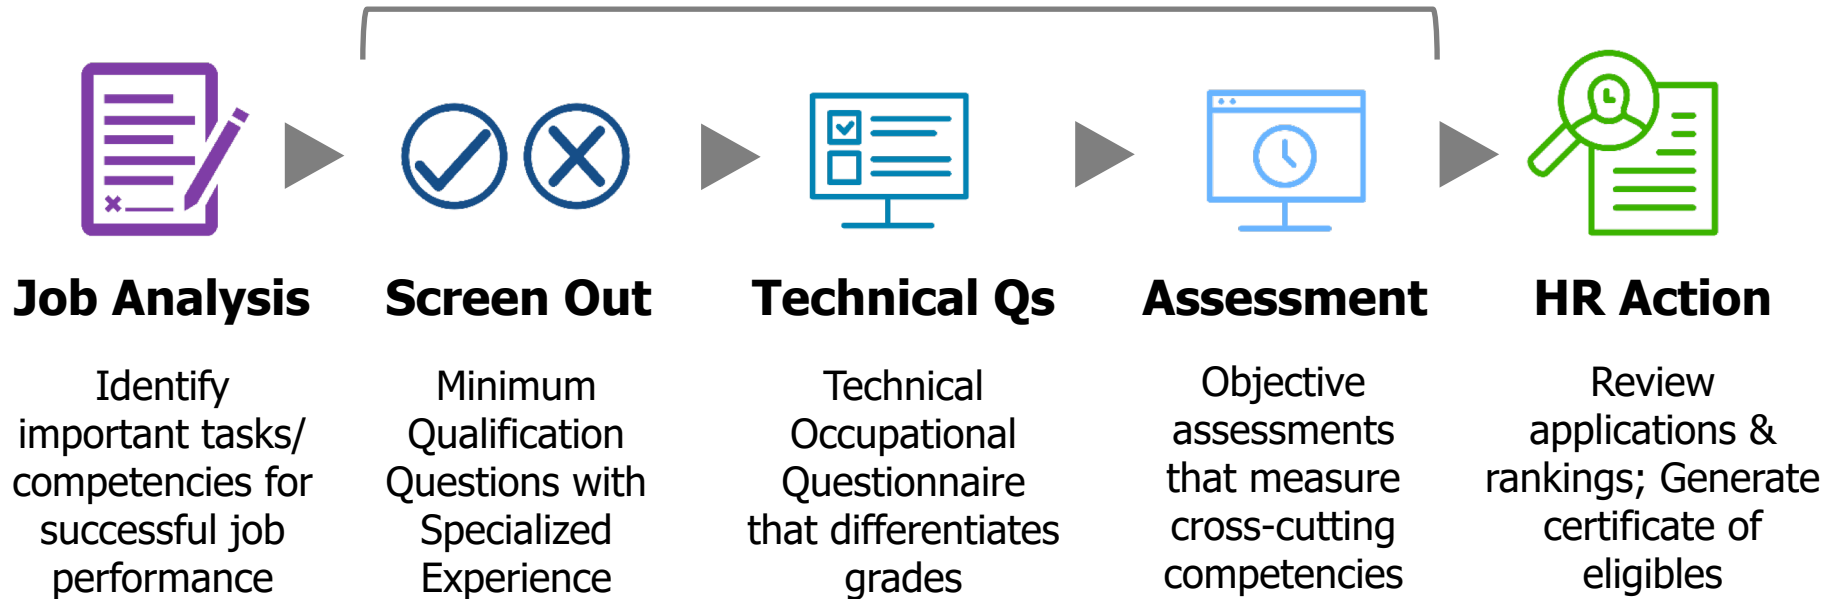 Job Analysis
Identify
important tasks/
competencies for
successful job
performance
Screen Out
Minimum
Qualification
Questions with
Specialized
Experience
Technical Qs
Technical
Occupational
Questionnaire
that differentiates
grades
Assessment
Objective
assessments
that measure
cross-cutting
competencies
HR Action
Review
applications &
rankings; Generate
certificate of
eligibles